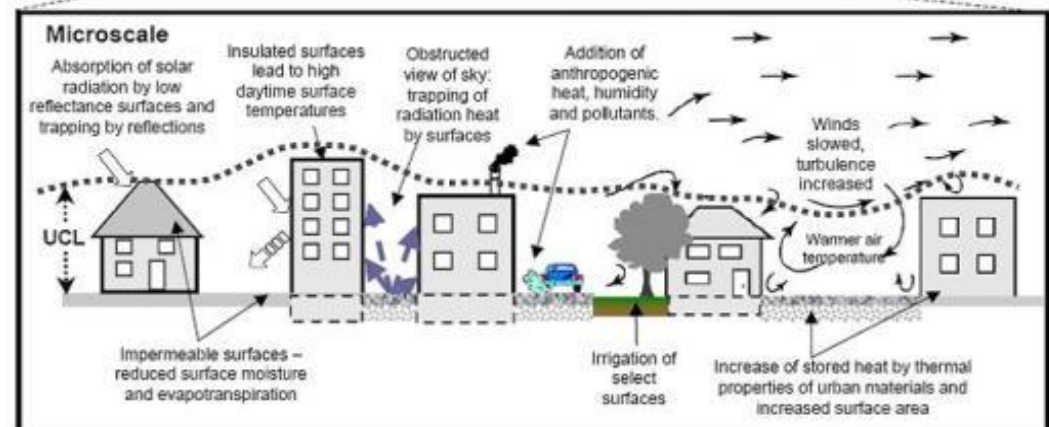 Microscale
Absorption of solar
radiation by low
reflectance surfaces and
trapping by reflections
Insulated surfaces
lead to high
daytime surface
temperatures
Obstructed
view of sky:
trapping of
radiation heat
by surfaces
Addition of
anthropogenic
heat, humidity
and pollutants.
Winds
slowed,
turbulence
increased
UCL
Warmer air
temperature
Impermeable surfaces –
reduced surface moisture
and evapotranspiration
Irrigation of
select
surfaces
Increase of stored heat by thermal
properties of urban materials and
increased surface area